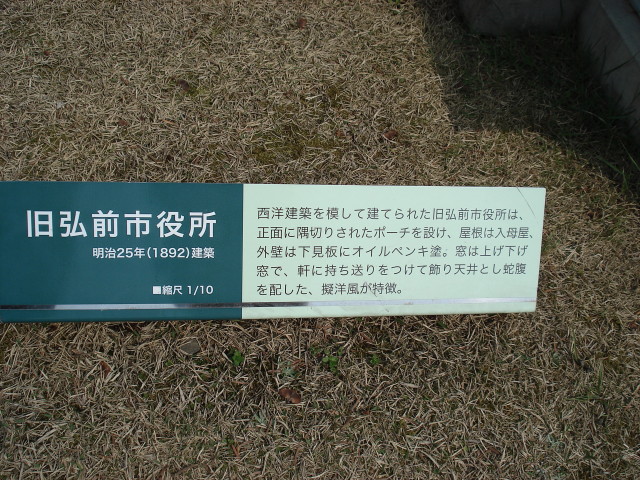 旧弘前市役所
明治25年(1892)建築
■縮尺 1/10
西洋建築を模して建てられた旧弘前市役所は、
正面に隅切りされたポーチを設け、屋根は入母屋、
外壁は下見板にオイルペンキ塗。窓は上げ下げ
窓で、軒に持ち送りをつけて飾り天井とし蛇腹
を配した、擬洋風が特徴。